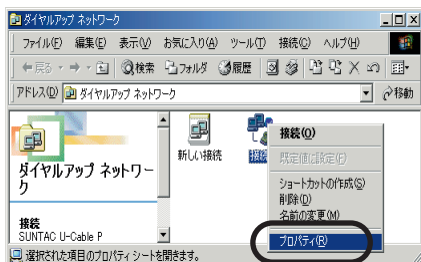 ダイヤルアップ ネットワーク
ファイル(F) 編集(E) 表示(V) お気に入り(A) ツール(T) 接続(C) ヘルプ(H)
戻る 検索 フォルダ 履歴
アドレス(D) ダイヤルアップ ネットワーク 移動
ダイヤルアップ ネットワー
ク
接続
SUNTAC U-Cable P
新しい接続
接続
接続(O)
既定値に設定(F)
ショートカットの作成(S)
削除(D)
名前の変更(M)
プロパティ(R)
選択された項目のプロパティ シートを開きます。